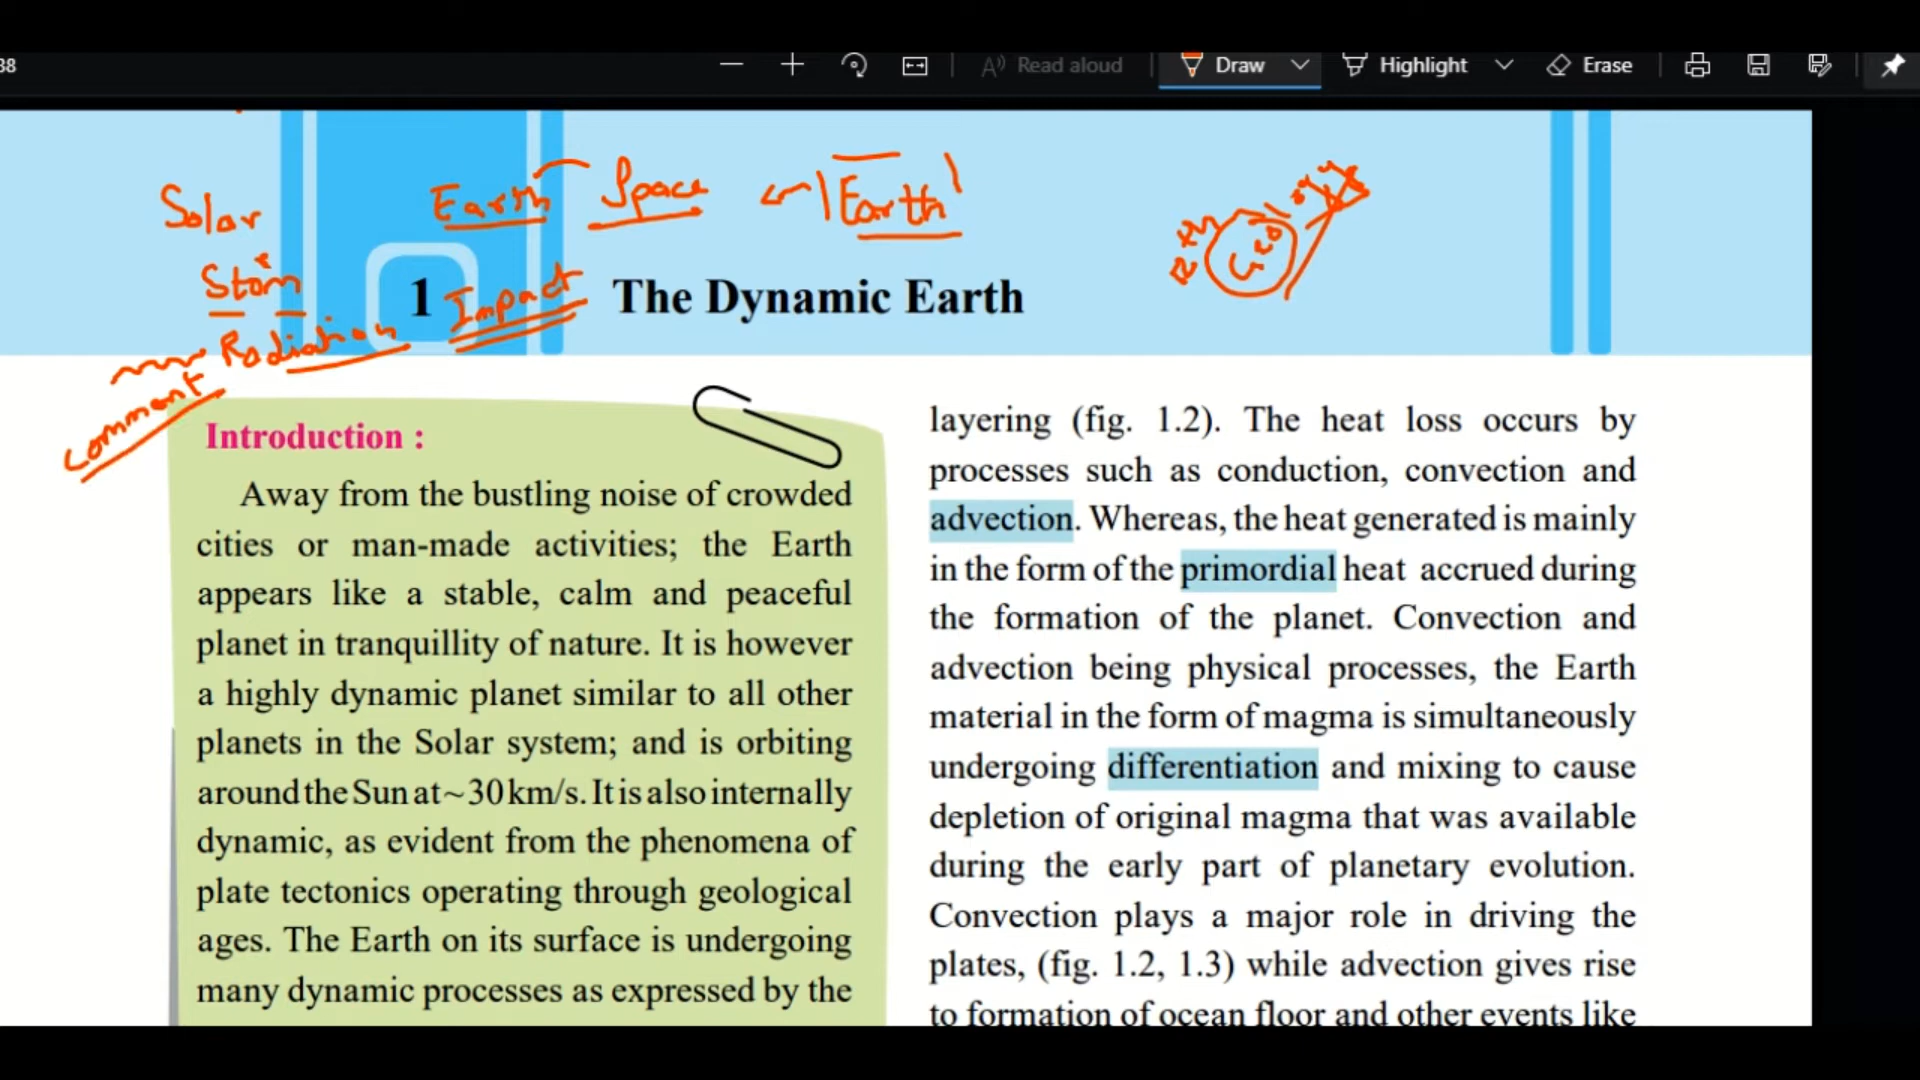 38
Read aloud
Draw
Highlight
Erase
Solar
Earth Space Earth
Storm
1 Impact The Dynamic Earth
Radiation
comment
Introduction :
Away from the bustling noise of crowded
cities or man-made activities; the Earth
appears like a stable, calm and peaceful
planet in tranquillity of nature. It is however
a highly dynamic planet similar to all other
planets in the Solar system; and is orbiting
around the Sun at ~ 30 km/s. It is also internally
dynamic, as evident from the phenomena of
plate tectonics operating through geological
ages. The Earth on its surface is undergoing
many dynamic processes as expressed by the
layering (fig. 1.2). The heat loss occurs by
processes such as conduction, convection and
advection. Whereas, the heat generated is mainly
in the form of the primordial heat accrued during
the formation of the planet. Convection and
advection being physical processes, the Earth
material in the form of magma is simultaneously
undergoing differentiation and mixing to cause
depletion of original magma that was available
during the early part of planetary evolution.
Convection plays a major role in driving the
plates, (fig. 1.2, 1.3) while advection gives rise
to formation of ocean floor and other events like